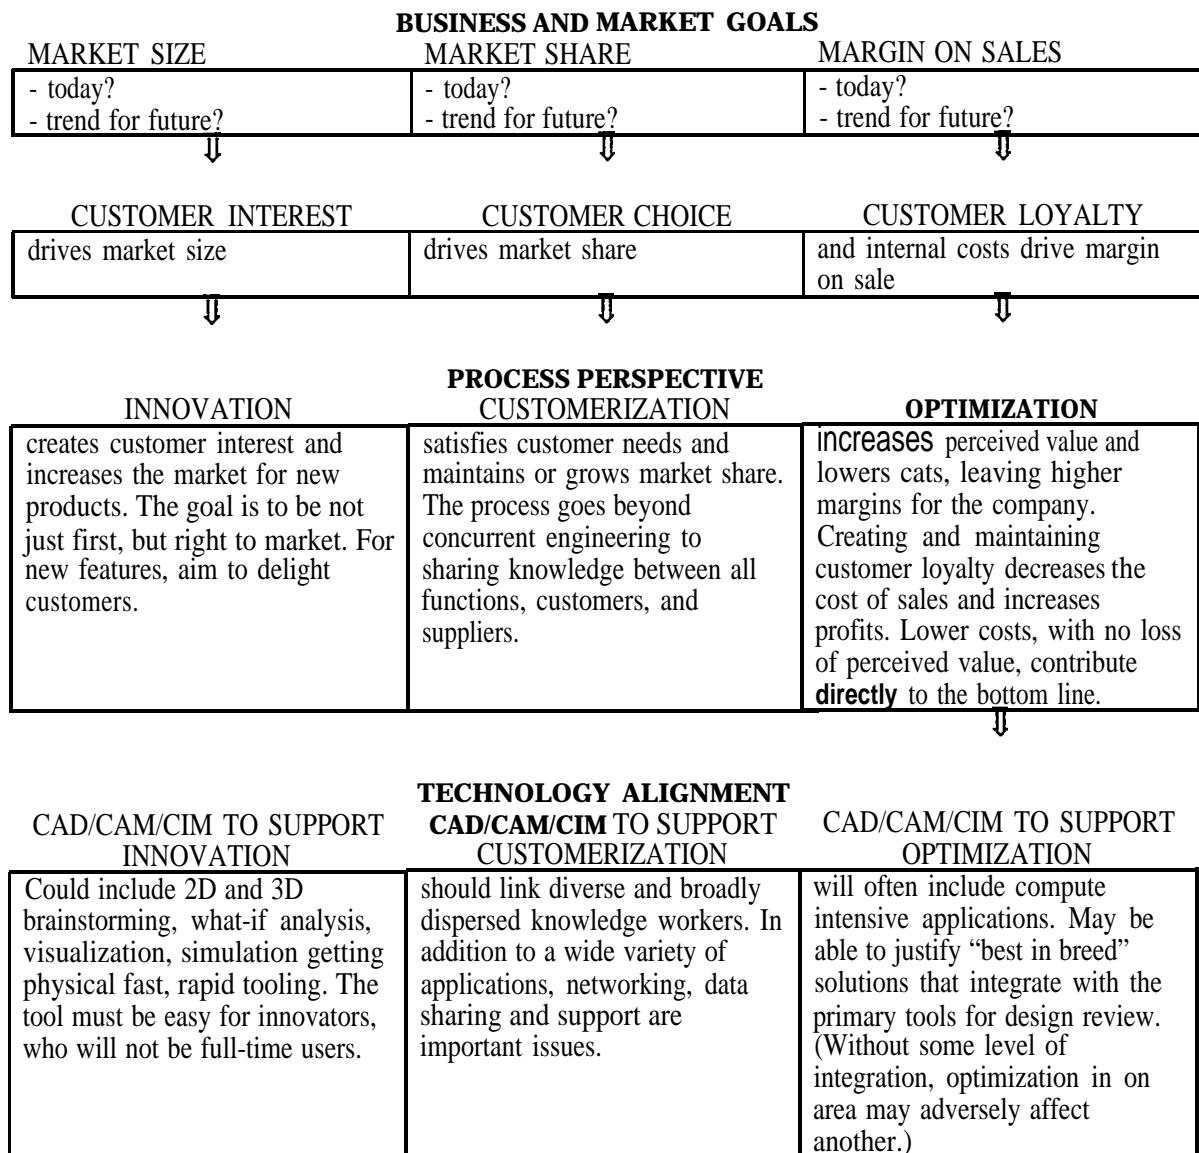 BUSINESS AND MARKET GOALS
MARKET SIZE
- today?
- trend for future?
MARKET SHARE
- today?
- trend for future?
MARGIN ON SALES
- today?
- trend for future?
⇓ ⇓ ⇓
CUSTOMER INTEREST
drives market size
CUSTOMER CHOICE
drives market share
CUSTOMER LOYALTY
and internal costs drive margin
on sale
⇓ ⇓ ⇓
PROCESS PERSPECTIVE
INNOVATION
creates customer interest and
increases the market for new
products. The goal is to be not
just first, but right to market. For
new features, aim to delight
customers.
CUSTOMERIZATION
satisfies customer needs and
maintains or grows market share.
The process goes beyond
concurrent engineering to
sharing knowledge between all
functions, customers, and
suppliers.
OPTIMIZATION
increases perceived value and
lowers cats, leaving higher
margins for the company.
Creating and maintaining
customer loyalty decreases the
cost of sales and increases
profits. Lower costs, with no loss
of perceived value, contribute
directly to the bottom line.
⇓
TECHNOLOGY ALIGNMENT
CAD/CAM/CIM TO SUPPORT
INNOVATION
Could include 2D and 3D
brainstorming, what-if analysis,
visualization, simulation getting
physical fast, rapid tooling. The
tool must be easy for innovators,
who will not be full-time users.
CAD/CAM/CIM TO SUPPORT
CUSTOMERIZATION
should link diverse and broadly
dispersed knowledge workers. In
addition to a wide variety of
applications, networking, data
sharing and support are
important issues.
CAD/CAM/CIM TO SUPPORT
OPTIMIZATION
will often include compute
intensive applications. May be
able to justify “best in breed”
solutions that integrate with the
primary tools for design review.
(Without some level of
integration, optimization in on
area may adversely affect
another.)